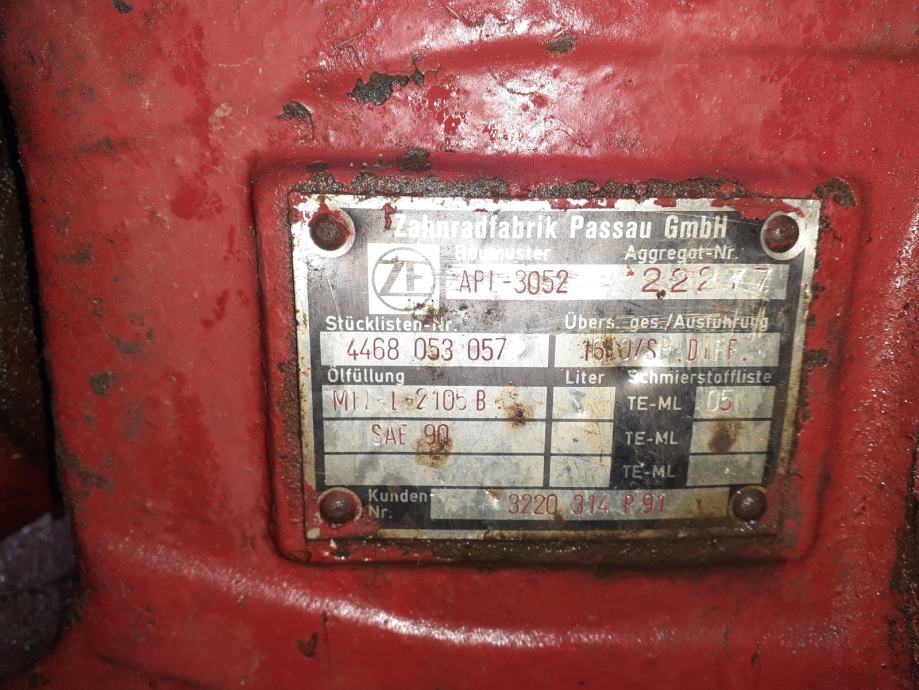 Zahnradfabrik Passau GmbH
Baumuster Aggregat-Nr.
ZF APL-3052
Stücklisten-Nr. Übers. ges./Ausführung
4468 053 057
Ölfüllung Liter Schmierstoffliste
MIL-L-2105 B. TE-ML 05
SAE 90 TE-ML
TE-ML
Kunden-
Nr. 3220 314 R 91